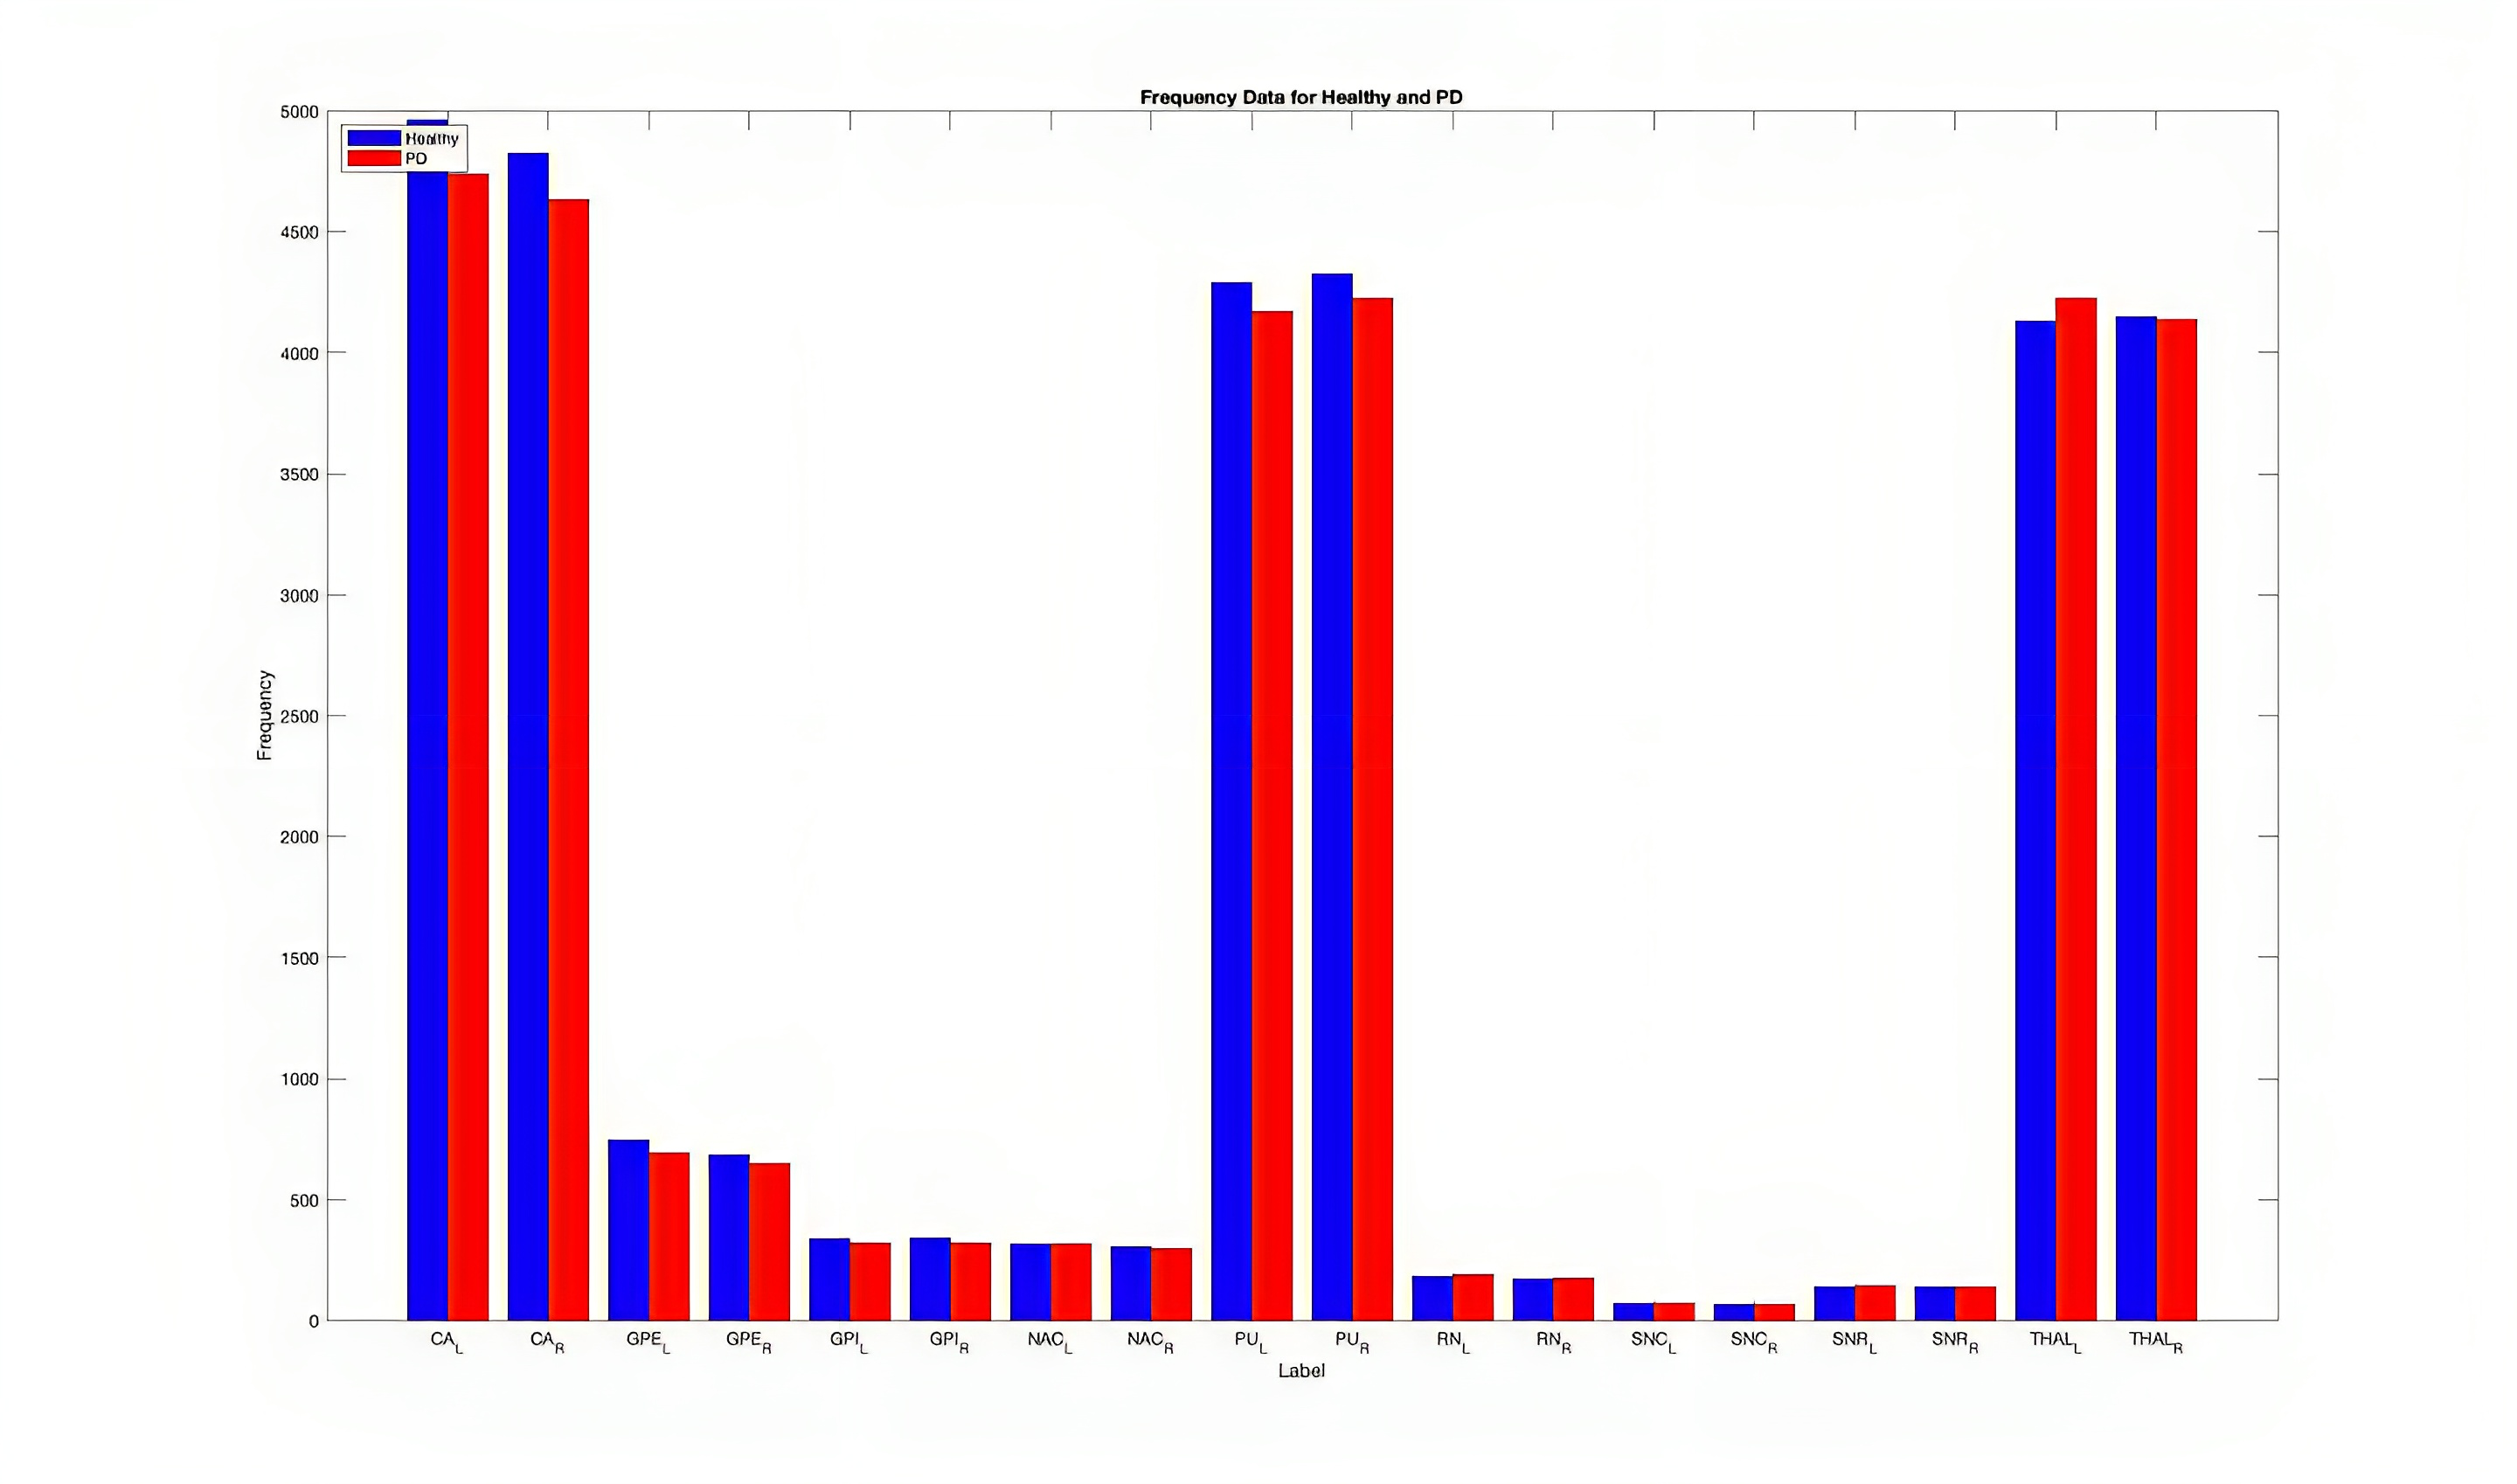 Frequency Data for Healthy and PD
Healthy
PD
5000
4500
4000
3500
3000
2500
2000
1500
1000
500
0
Frequency
CA_L CA_R GPE_L GPE_R GPI_L GPI_R NAC_L NAC_R PU_L PU_R RN_L RN_R SNC_L SNC_R SNR_L SNR_R THAL_L THAL_R
Label